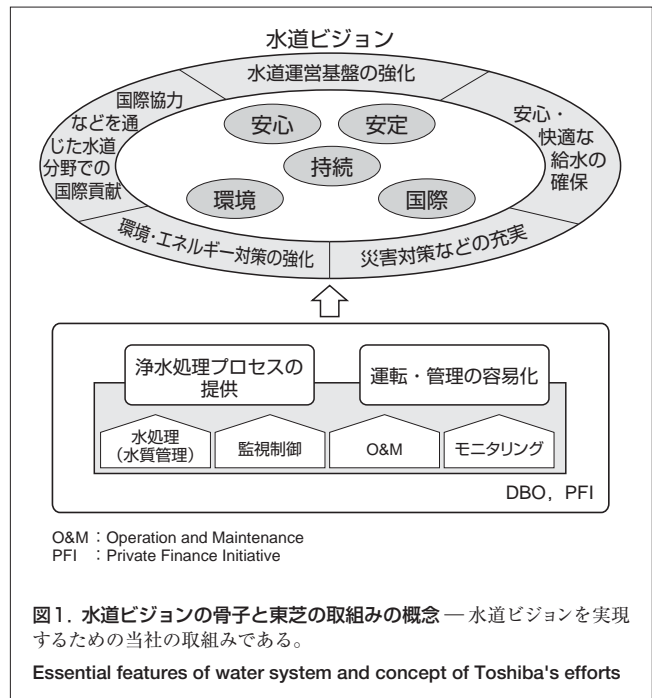 水道ビジョン
水道運営基盤の強化
国際協力
などを通
じた水道
分野での
国際貢献
安心・
快適な
給水の
確保
安心
安定
持続
環境
国際
環境・エネルギー対策の強化
災害対策などの充実
浄水処理プロセスの
提供
運転・管理の容易化
水処理
(水質管理)
監視制御
O&M
モニタリング
DBO,PFI
O&M:Operation and Maintenance
PFI :Private Finance Initiative
図1.水道ビジョンの骨子と東芝の取組みの概念 — 水道ビジョンを実現
するための当社の取組みである。
Essential features of water system and concept of Toshiba's efforts